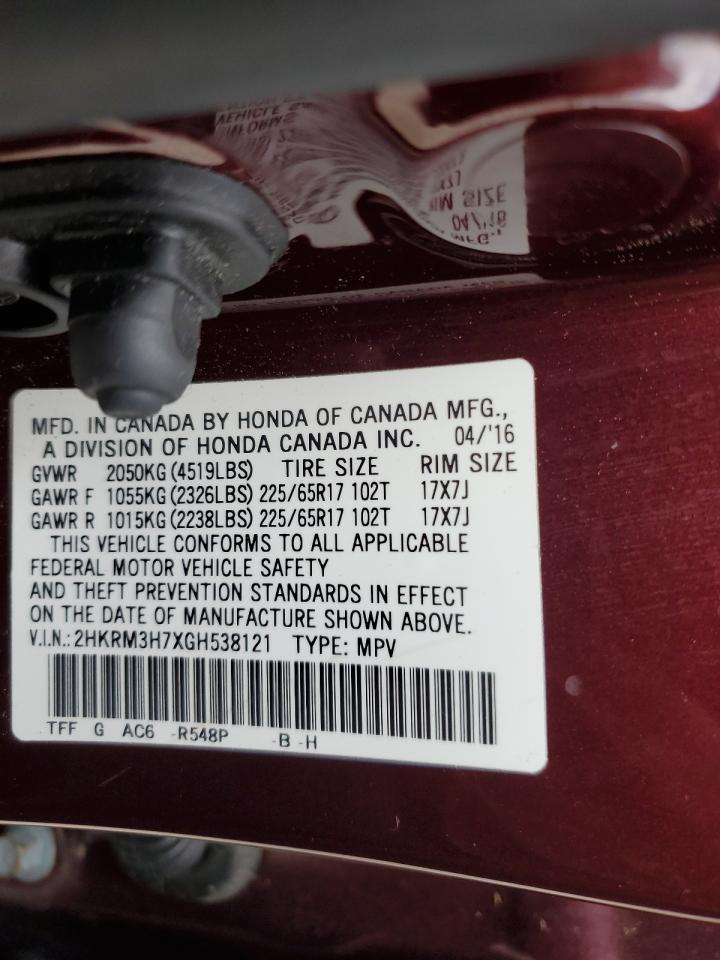 MFD. IN CANADA BY HONDA OF CANADA MFG.,
A DIVISION OF HONDA CANADA INC. 04/'16
GVWR 2050KG (4519LBS) TIRE SIZE RIM SIZE
GAWR F 1055KG (2326LBS) 225/65R17 102T 17X7J
GAWR R 1015KG (2238LBS) 225/65R17 102T 17X7J
THIS VEHICLE CONFORMS TO ALL APPLICABLE
FEDERAL MOTOR VEHICLE SAFETY
AND THEFT PREVENTION STANDARDS IN EFFECT
ON THE DATE OF MANUFACTURE SHOWN ABOVE.
V.I.N.: 2HKRM3H7XGH538121 TYPE: MPV
TFF G AC6 -R548P -B -H